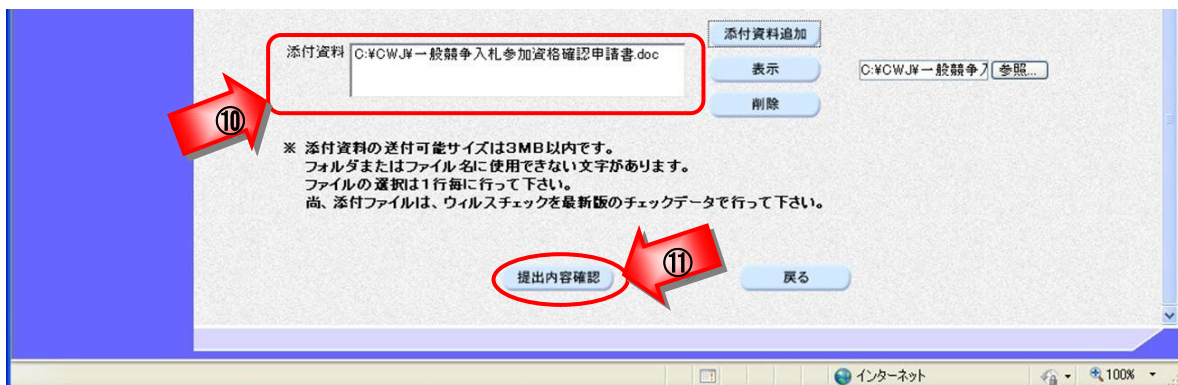 添付資料追加
添付資料 C:¥CWJ¥一般競争入札参加資格確認申請書.doc
表示 C:¥CWJ¥一般競争入 参照...
削除
⑩
※ 添付資料の送付可能サイズは3MB以内です。
フォルダまたはファイル名に使用できない文字があります。
ファイルの選択は1行毎に行って下さい。
尚、添付ファイルは、ウィルスチェックを最新版のチェックデータで行って下さい。
⑪
提出内容確認 戻る
インターネット 100%